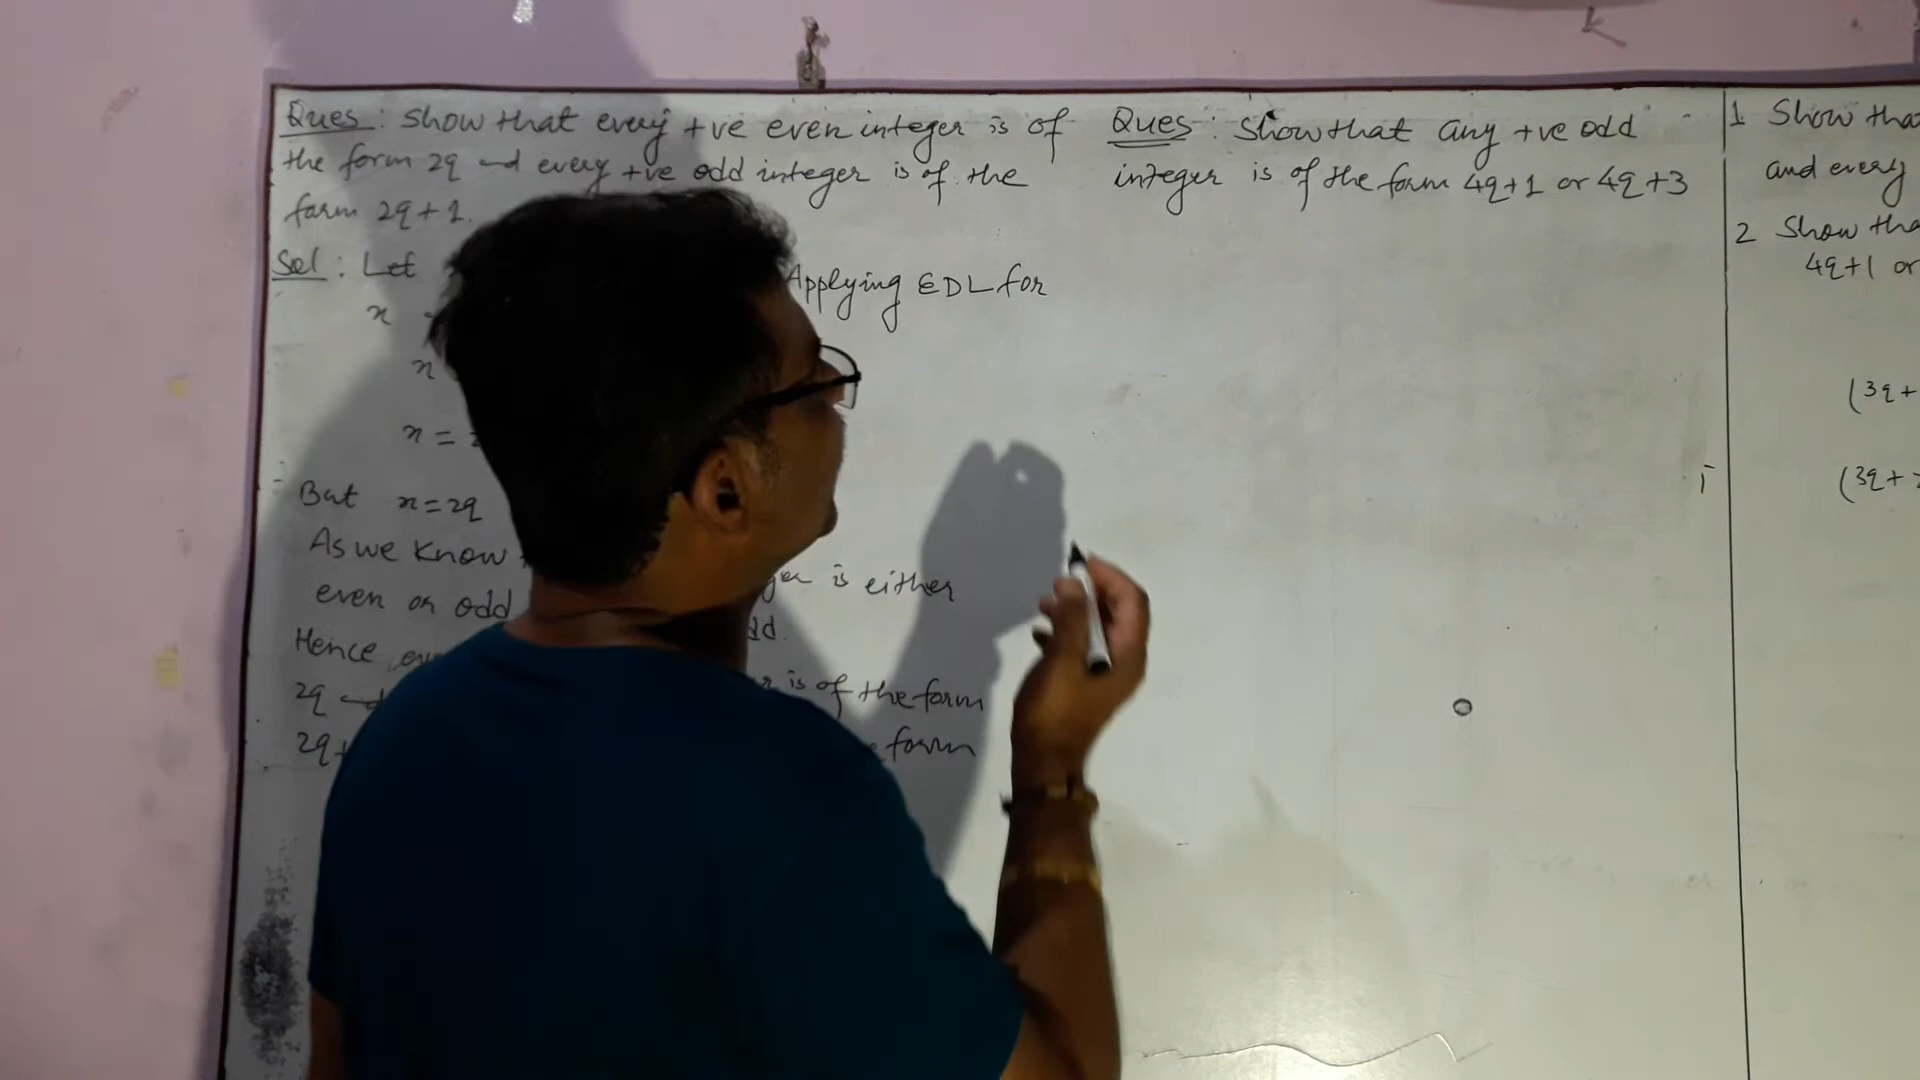 Ques : Show that every +ve even integer is of
the form 2q and every +ve odd integer is of the
form 2q+1.
Sol : Let
Applying EDL for
x
x
x =
But x=2q
As we know
ger is either
even or odd
dd.
Hence
is of the form
2q
2q+
form
Ques : Show that any +ve odd
integer is of the form 4q+1 or 4q+3
1 Show tha
and every
2 Show tha
4q+1 or
(3q+
(3q+